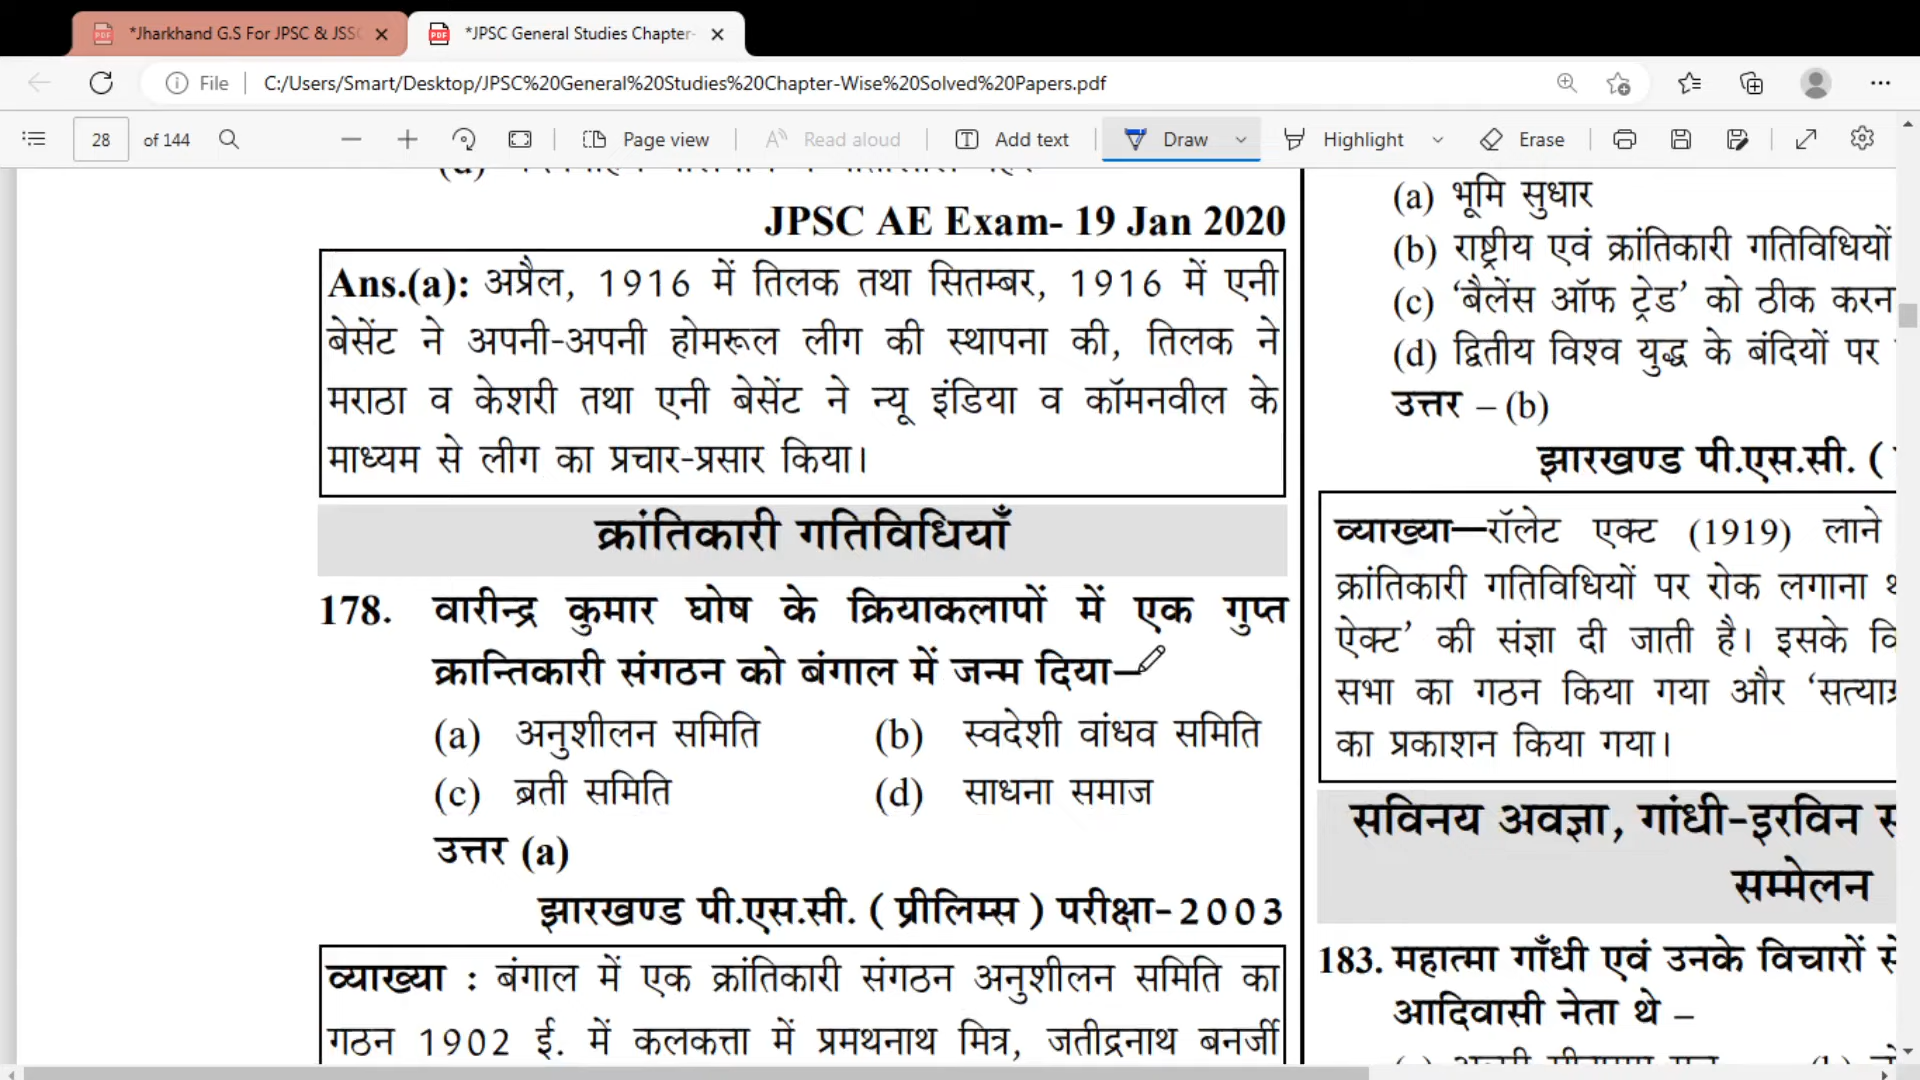 *Jharkhand G.S For JPSC & JSSC
*JPSC General Studies Chapter-
File
C:/Users/Smart/Desktop/JPSC%20General%20Studies%20Chapter-Wise%20Solved%20Papers.pdf
28 of 144
Page view
Read aloud
Add text
Draw
Highlight
Erase
JPSC AE Exam- 19 Jan 2020
Ans.(a): अप्रैल, 1916 में तिलक तथा सितम्बर, 1916 में एनी
बेसेंट ने अपनी-अपनी होमरूल लीग की स्थापना की, तिलक ने
मराठा व केशरी तथा एनी बेसेंट ने न्यू इंडिया व कॉमनवील के
माध्यम से लीग का प्रचार-प्रसार किया।
क्रांतिकारी गतिविधियाँ
178. वारीन्द्र कुमार घोष के क्रियाकलापों में एक गुप्त
क्रान्तिकारी संगठन को बंगाल में जन्म दिया–
(a) अनुशीलन समिति (b) स्वदेशी वांधव समिति
(c) ब्रती समिति (d) साधना समाज
उत्तर (a)
झारखण्ड पी.एस.सी. ( प्रीलिम्स ) परीक्षा-2003
व्याख्या : बंगाल में एक क्रांतिकारी संगठन अनुशीलन समिति का
गठन 1902 ई. में कलकत्ता में प्रमथनाथ मित्र, जतीद्रनाथ बनर्जी
(a) भूमि सुधार
(b) राष्ट्रीय एवं क्रांतिकारी गतिविधियों
(c) ‘बैलेंस ऑफ ट्रेड’ को ठीक करन
(d) द्वितीय विश्व युद्ध के बंदियों पर
उत्तर – (b)
झारखण्ड पी.एस.सी. (
व्याख्या—रॉलेट एक्ट (1919) लाने
क्रांतिकारी गतिविधियों पर रोक लगाना
ऐक्ट’ की संज्ञा दी जाती है। इसके
सभा का गठन किया गया और
का प्रकाशन किया गया।
सविनय अवज्ञा, गांधी-इरविन
सम्मेलन
183. महात्मा गाँधी एवं उनके विचारों से
आदिवासी नेता थे –